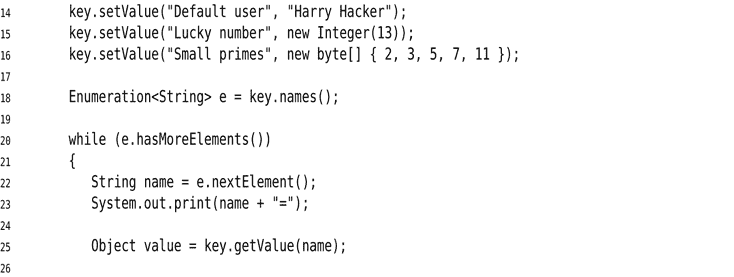 14 key.setValue("Default user", "Harry Hacker");
15 key.setValue("Lucky number", new Integer(13));
16 key.setValue("Small primes", new byte[] { 2, 3, 5, 7, 11 });
17
18 Enumeration<String> e = key.names();
19
20 while (e.hasMoreElements())
21 {
22 String name = e.nextElement();
23 System.out.print(name + "=");
24
25 Object value = key.getValue(name);
26